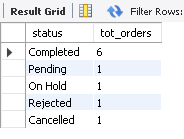 Result Grid Filter Rows:
status tot_orders
Completed 6
Pending 1
On Hold 1
Rejected 1
Cancelled 1